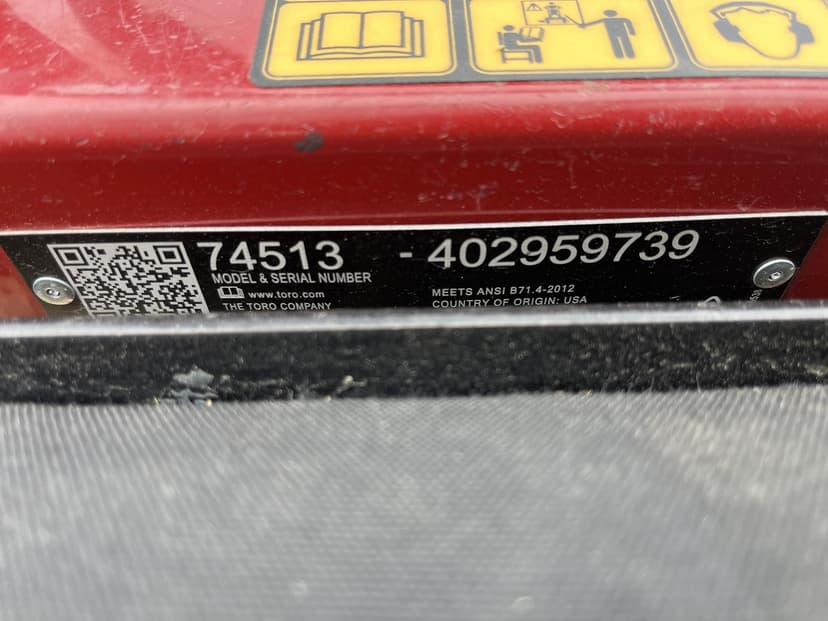 74513 - 402959739
MODEL & SERIAL NUMBER
www.toro.com
THE TORO COMPANY
MEETS ANSI B71.4-2012
COUNTRY OF ORIGIN: USA